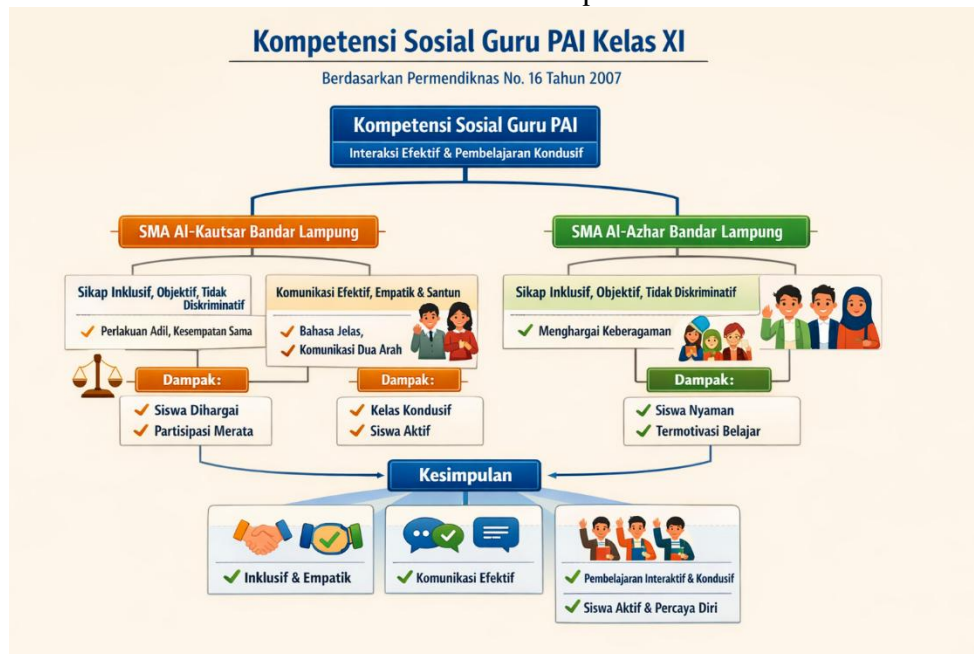 Kompetensi Sosial Guru PAI Kelas XI
Berdasarkan Permendiknas No. 16 Tahun 2007
Kompetensi Sosial Guru PAI
Interaksi Efektif & Pembelajaran Kondusif
SMA Al-Kautsar Bandar Lampung
Sikap Inklusif, Objektif, Tidak
Diskriminatif
Perlakuan Adil, Kesempatan Sama
Komunikasi Efektif, Empatik & Santun
Bahasa Jelas,
Komunikasi Dua Arah
Dampak:
Siswa Dihargai
Partisipasi Merata
Dampak:
Kelas Kondusif
Siswa Aktif
SMA Al-Azhar Bandar Lampung
Sikap Inklusif, Objektif, Tidak Diskriminatif
Menghargai Keberagaman
Dampak:
Siswa Nyaman
Termotivasi Belajar
Kesimpulan
Inklusif & Empatik
Komunikasi Efektif
Pembelajaran Interaktif & Kondusif
Siswa Aktif & Percaya Diri